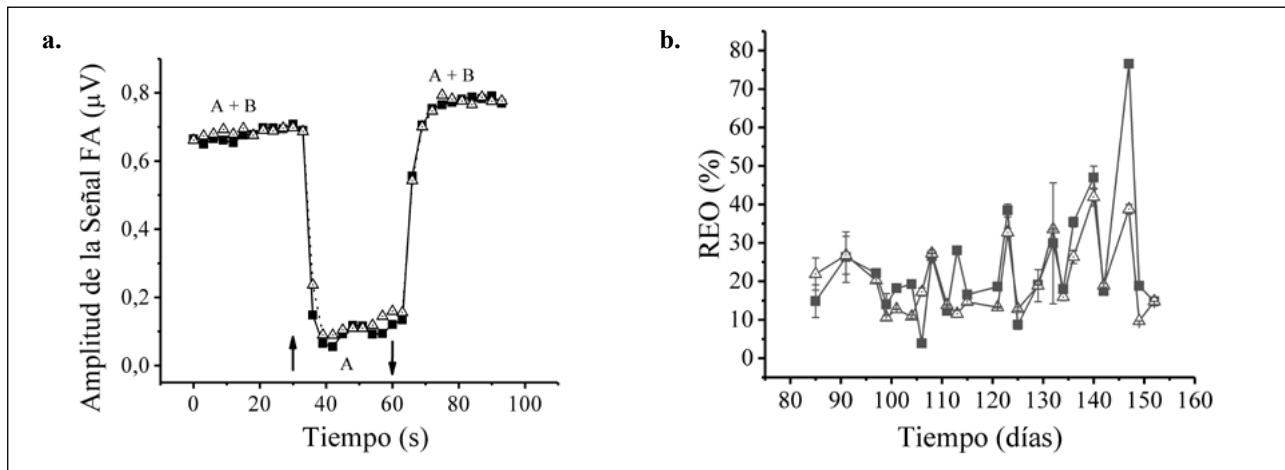 a.
Amplitud de la Señal FA (µV)
0,8
0,6
0,4
0,2
0,0
A + B
A + B
A
0 20 40 60 80 100
Tiempo (s)
b.
REO (%)
80
70
60
50
40
30
20
10
0
80 90 100 110 120 130 140 150 160
Tiempo (días)